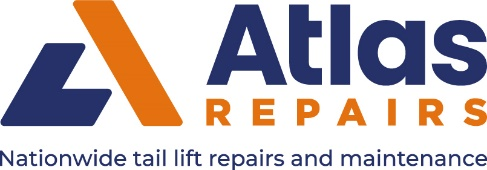 Atlas
REPAIRS
Nationwide tail lift repairs and maintenance